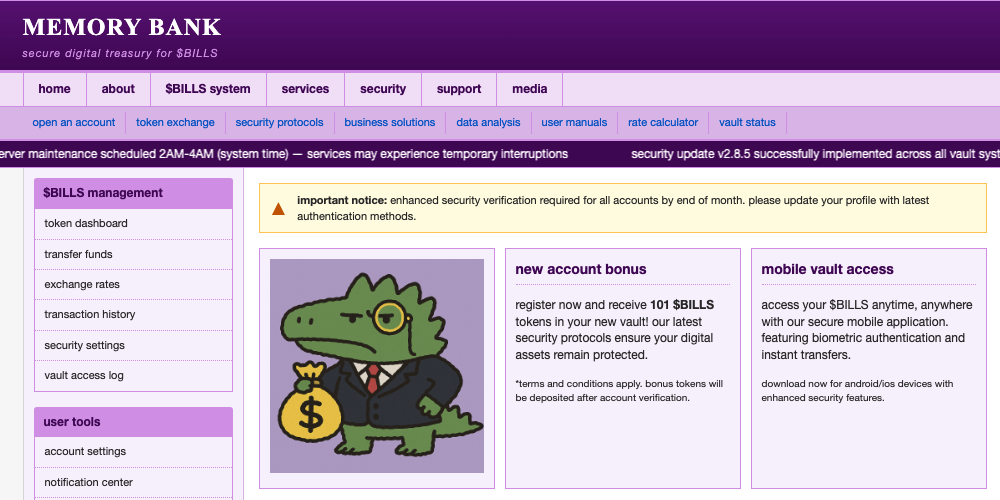 MEMORY BANK
secure digital treasury for $BILLS
home about $BILLS system services security support media
open an account token exchange security protocols business solutions data analysis user manuals rate calculator vault status
erver maintenance scheduled 2AM-4AM (system time) — services may experience temporary interruptions security update v2.8.5 successfully implemented across all vault syst
$BILLS management
token dashboard
transfer funds
exchange rates
transaction history
security settings
vault access log
user tools
account settings
notification center
important notice: enhanced security verification required for all accounts by end of month. please update your profile with latest
authentication methods.
$
new account bonus
register now and receive 101 $BILLS
tokens in your new vault! our latest
security protocols ensure your digital
assets remain protected.
*terms and conditions apply. bonus tokens will
be deposited after account verification.
mobile vault access
access your $BILLS anytime, anywhere
with our secure mobile application.
featuring biometric authentication and
instant transfers.
download now for android/ios devices with
enhanced security features.